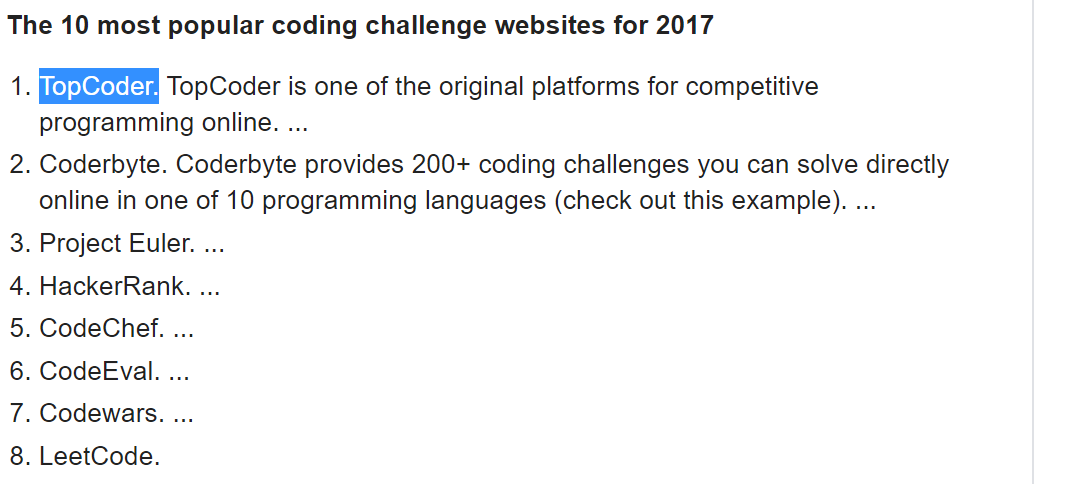 The 10 most popular coding challenge websites for 2017
1. TopCoder. TopCoder is one of the original platforms for competitive
programming online. ...
2. Coderbyte. Coderbyte provides 200+ coding challenges you can solve directly
online in one of 10 programming languages (check out this example). ...
3. Project Euler. ...
4. HackerRank. ...
5. CodeChef. ...
6. CodeEval. ...
7. Codewars. ...
8. LeetCode.